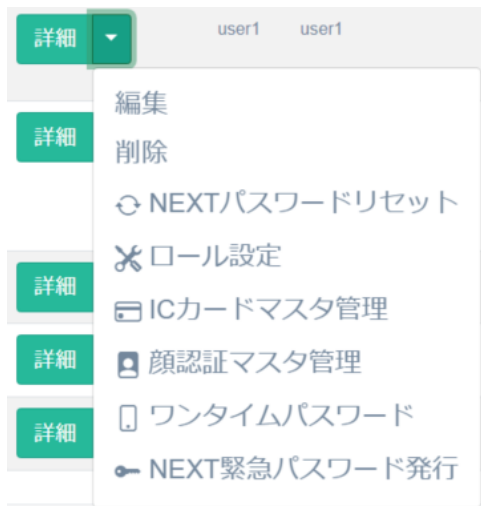 詳細 user1 user1
編集
詳細
削除
NEXTパスワードリセット
ロール設定
詳細
ICカードマスタ管理
詳細
顔認証マスタ管理
ワンタイムパスワード
詳細
NEXT緊急パスワード発行